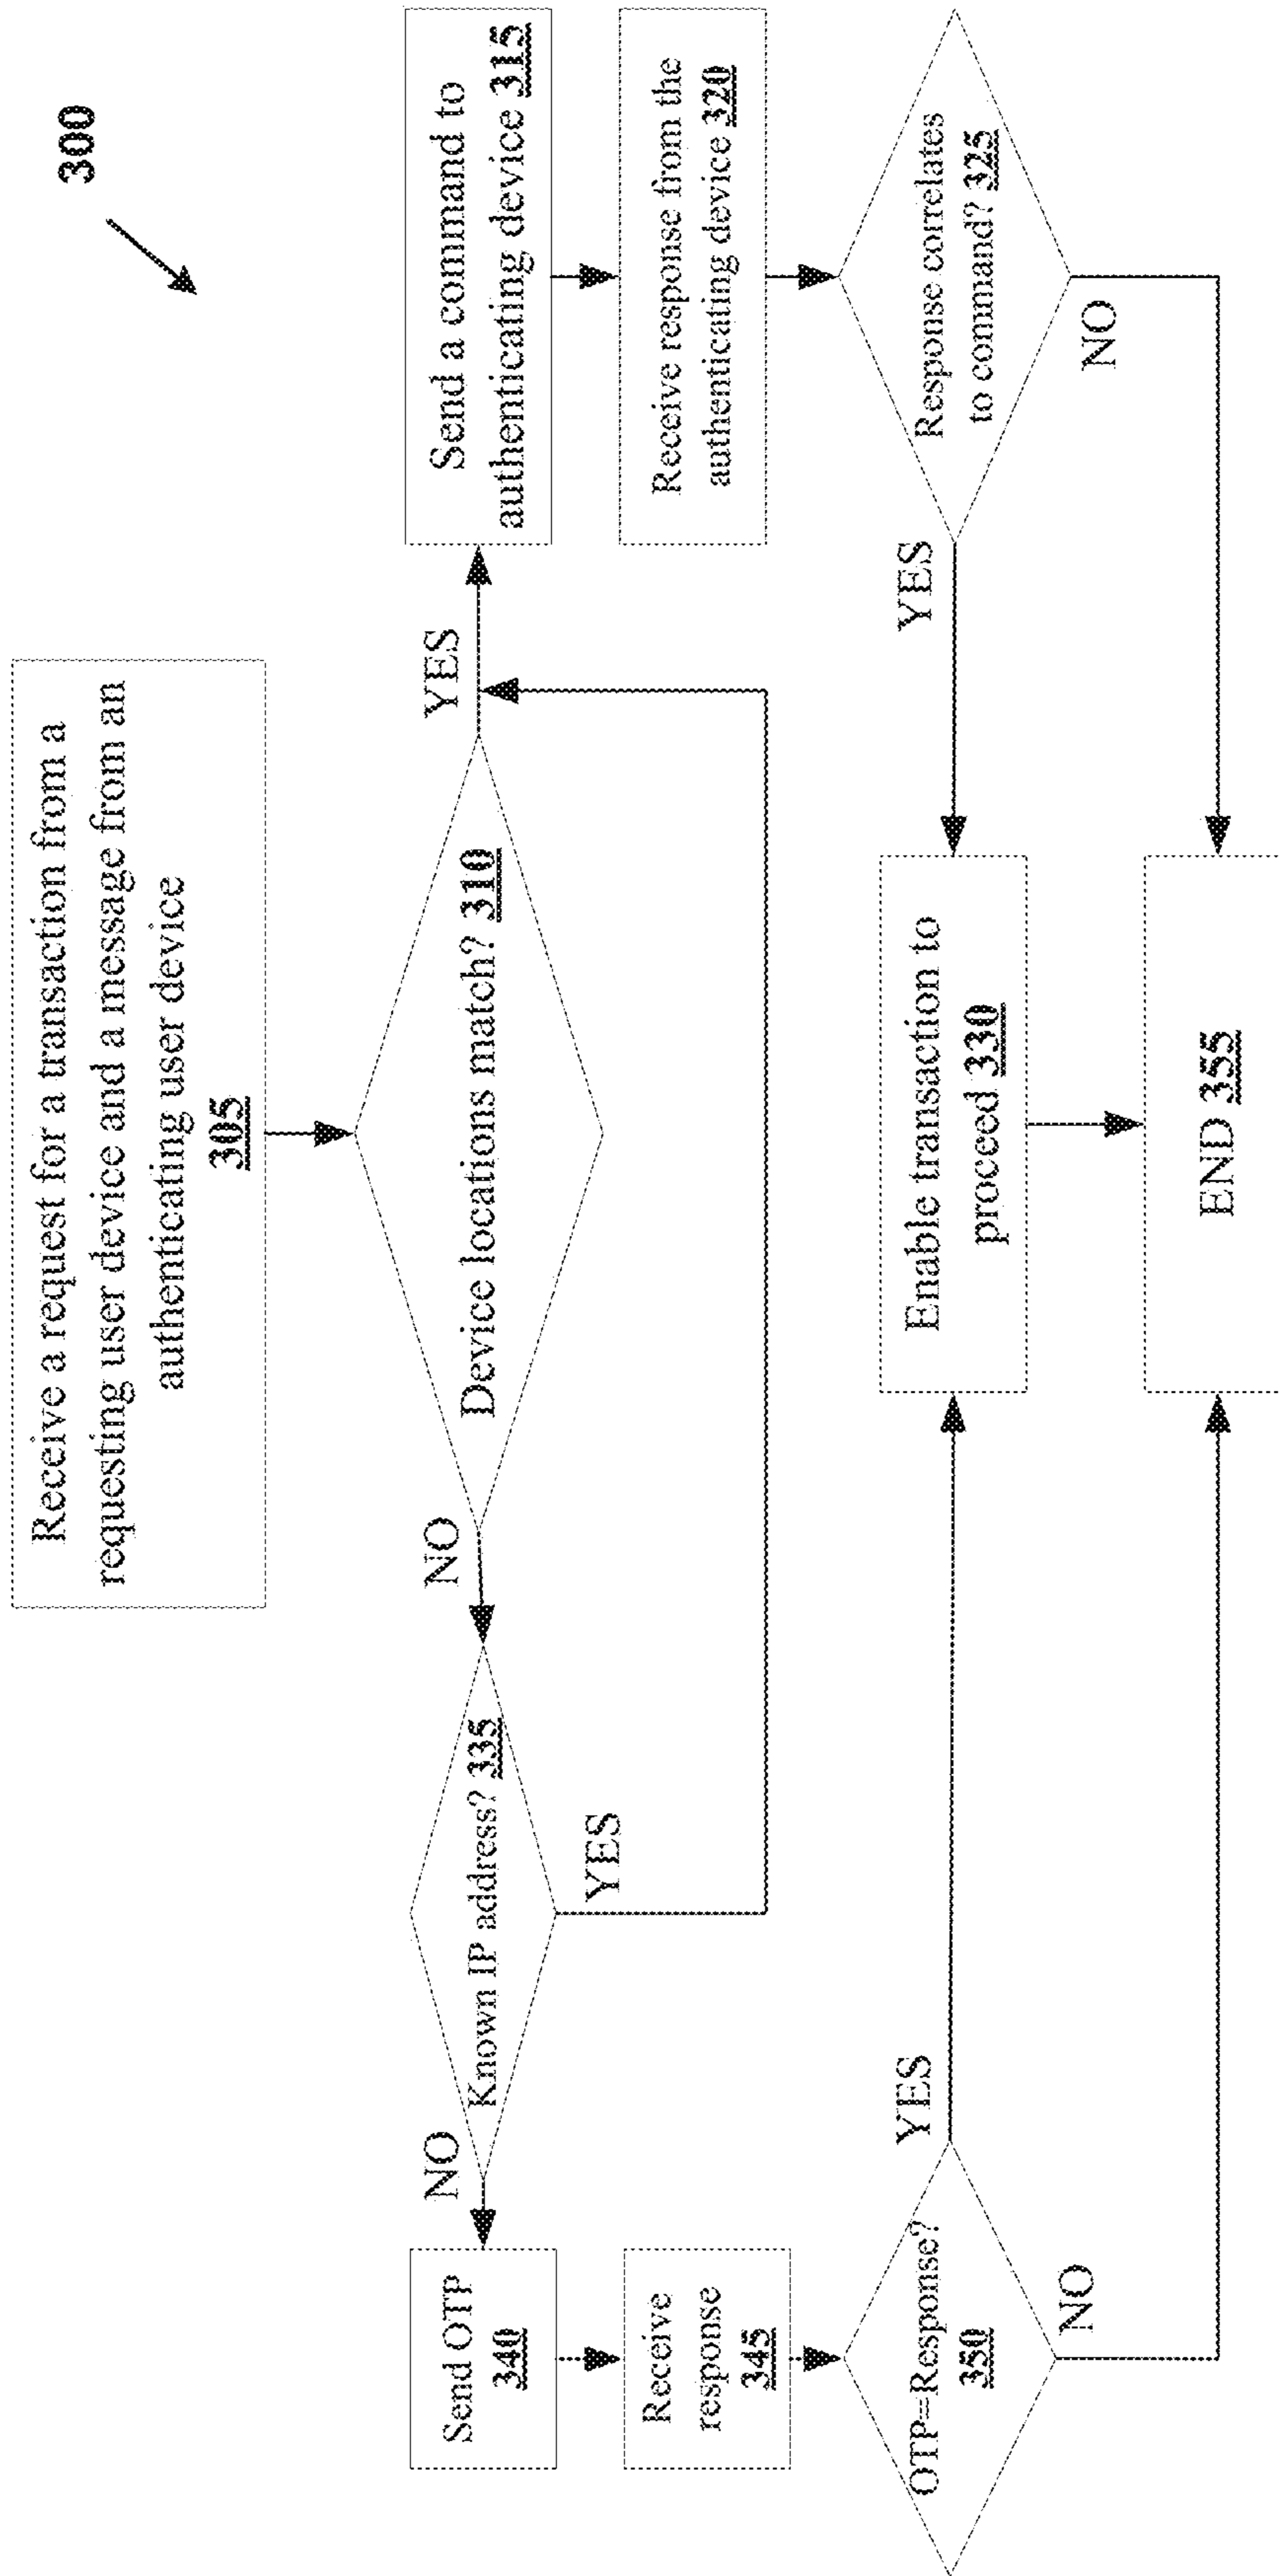 300
Receive a request for a transaction from a
requesting user device and a message from an
authenticating user device
305
Device locations match? 310
YES
NO
Send a command to
authenticating device 315
Receive response from the
authenticating device 320
Response correlates
to command? 325
YES
NO
Known IP address? 335
YES
NO
Send OTP
340
Receive
response
345
OTP=Response?
350
YES
NO
Enable transaction to
proceed 330
END 355